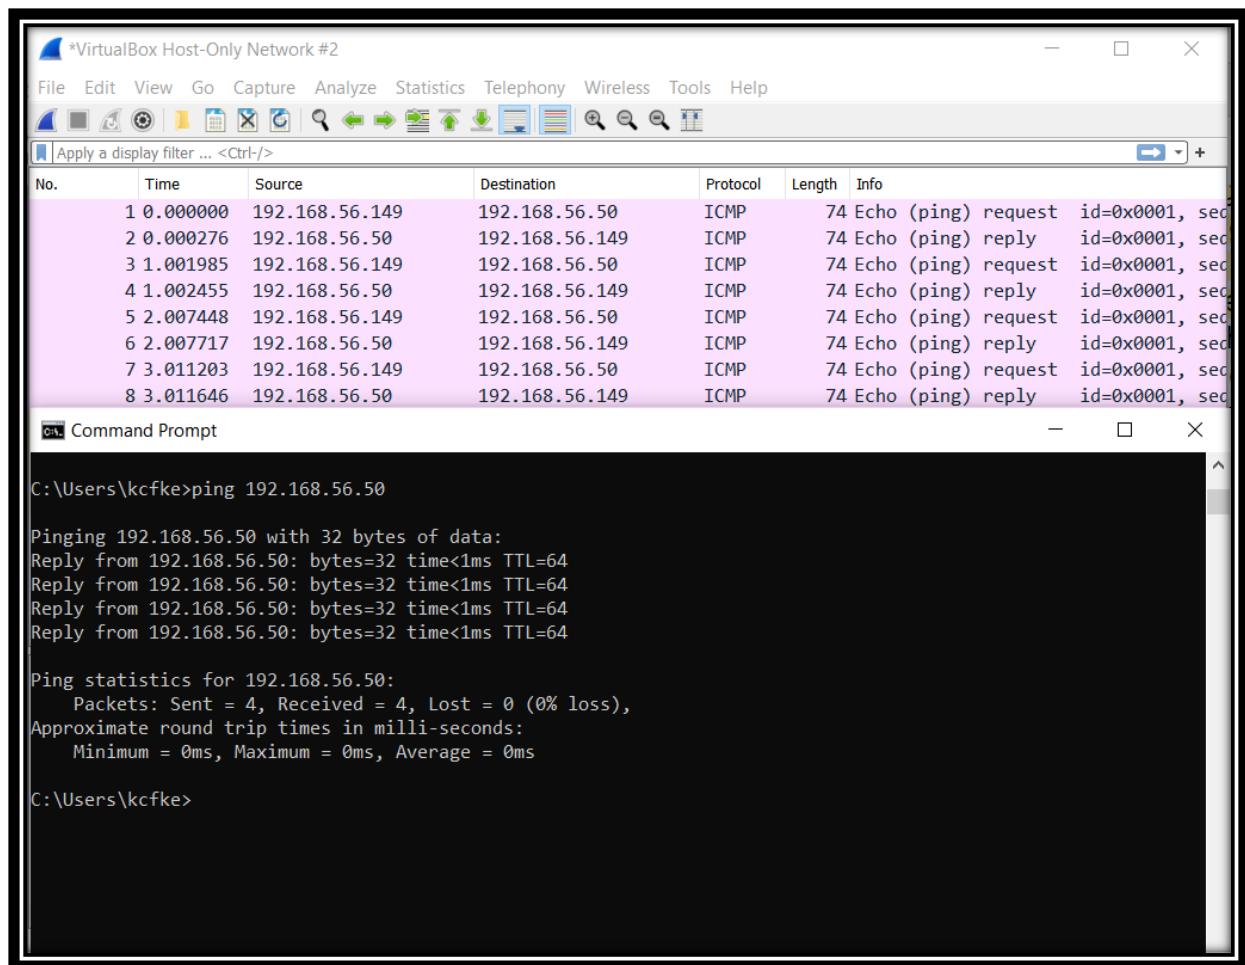 *VirtualBox Host-Only Network #2
File Edit View Go Capture Analyze Statistics Telephony Wireless Tools Help
Apply a display filter ... <Ctrl-/>
No. Time Source Destination Protocol Length Info
1 0.000000 192.168.56.149 192.168.56.50 ICMP 74 Echo (ping) request id=0x0001, seq
2 0.000276 192.168.56.50 192.168.56.149 ICMP 74 Echo (ping) reply id=0x0001, seq
3 1.001985 192.168.56.149 192.168.56.50 ICMP 74 Echo (ping) request id=0x0001, seq
4 1.002455 192.168.56.50 192.168.56.149 ICMP 74 Echo (ping) reply id=0x0001, seq
5 2.007448 192.168.56.149 192.168.56.50 ICMP 74 Echo (ping) request id=0x0001, seq
6 2.007717 192.168.56.50 192.168.56.149 ICMP 74 Echo (ping) reply id=0x0001, seq
7 3.011203 192.168.56.149 192.168.56.50 ICMP 74 Echo (ping) request id=0x0001, seq
8 3.011646 192.168.56.50 192.168.56.149 ICMP 74 Echo (ping) reply id=0x0001, seq
Command Prompt
C:\Users\kcfke>ping 192.168.56.50
Pinging 192.168.56.50 with 32 bytes of data:
Reply from 192.168.56.50: bytes=32 time<1ms TTL=64
Reply from 192.168.56.50: bytes=32 time<1ms TTL=64
Reply from 192.168.56.50: bytes=32 time<1ms TTL=64
Reply from 192.168.56.50: bytes=32 time<1ms TTL=64
Ping statistics for 192.168.56.50:
Packets: Sent = 4, Received = 4, Lost = 0 (0% loss),
Approximate round trip times in milli-seconds:
Minimum = 0ms, Maximum = 0ms, Average = 0ms
C:\Users\kcfke>